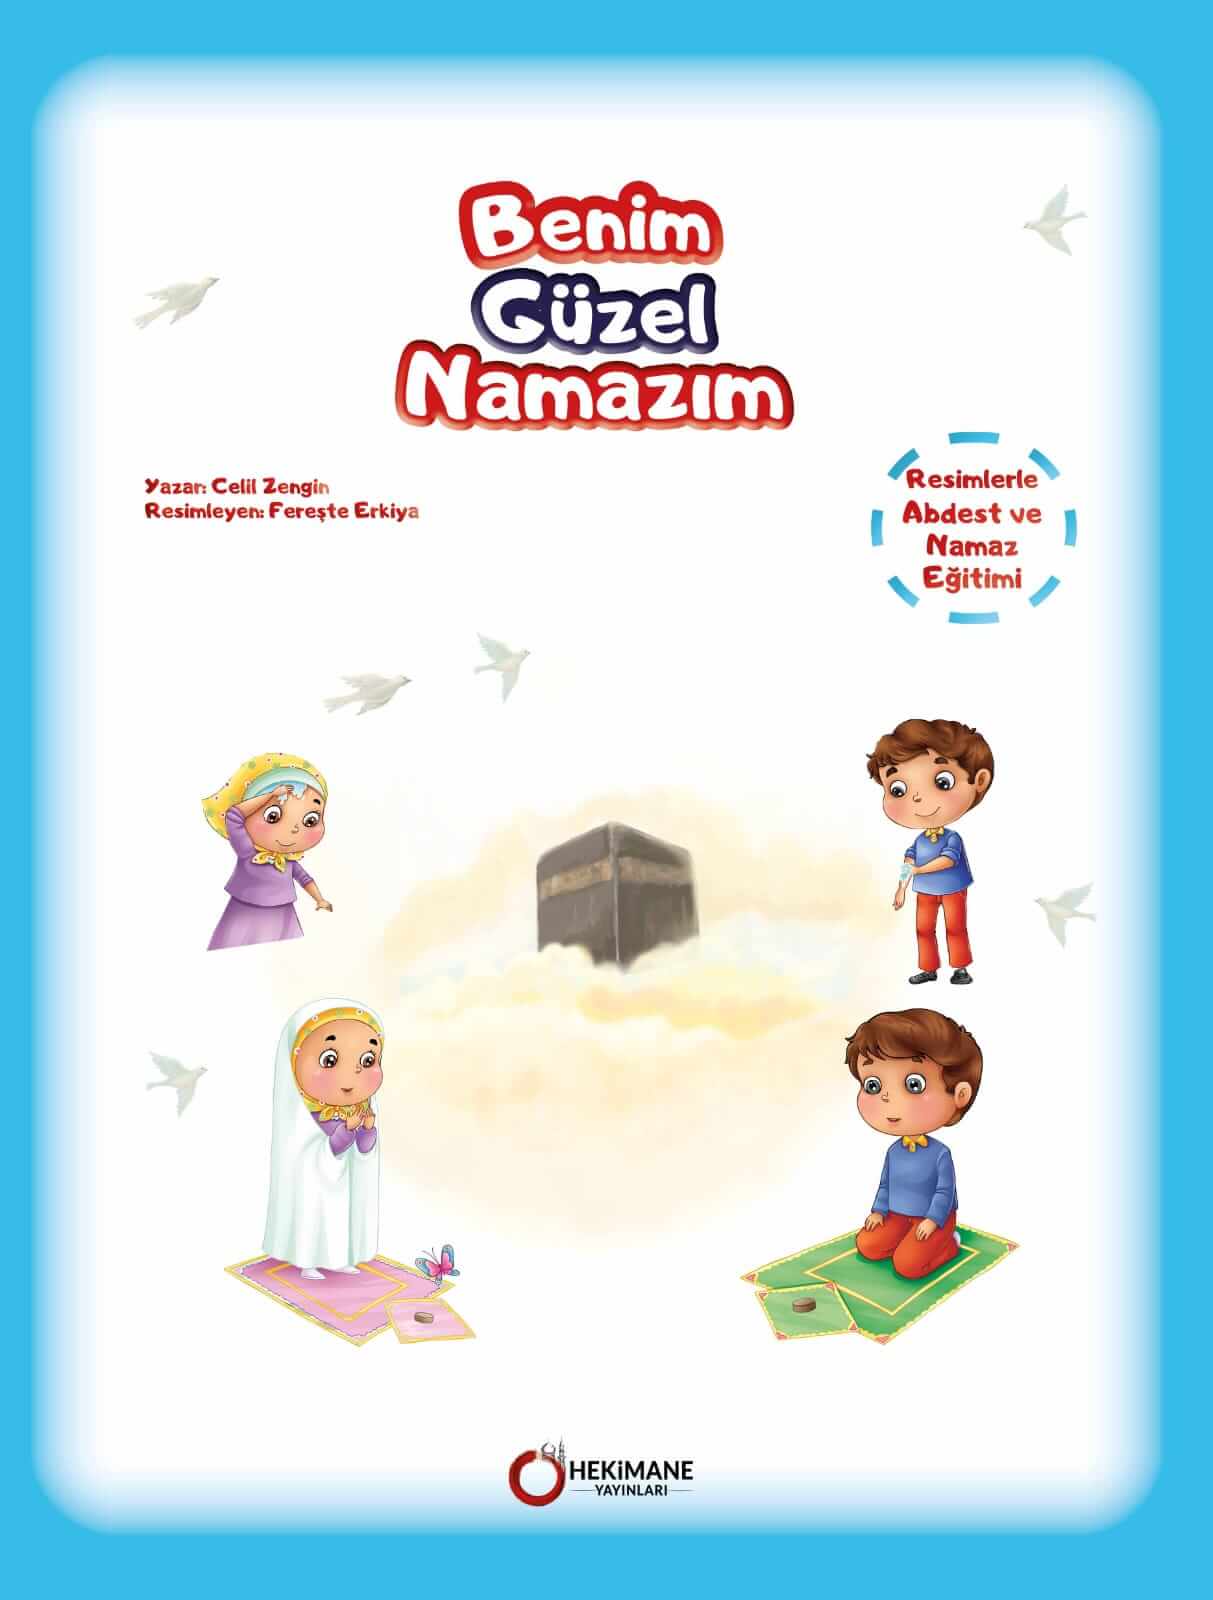 Benim
Güzel
Namazım
Yazar: Celil Zengin
Resimleyen: Fereşte Erkiya
Resimlerle
Abdest ve
Namaz
Eğitimi
HEKİMANE
YAYINLARI